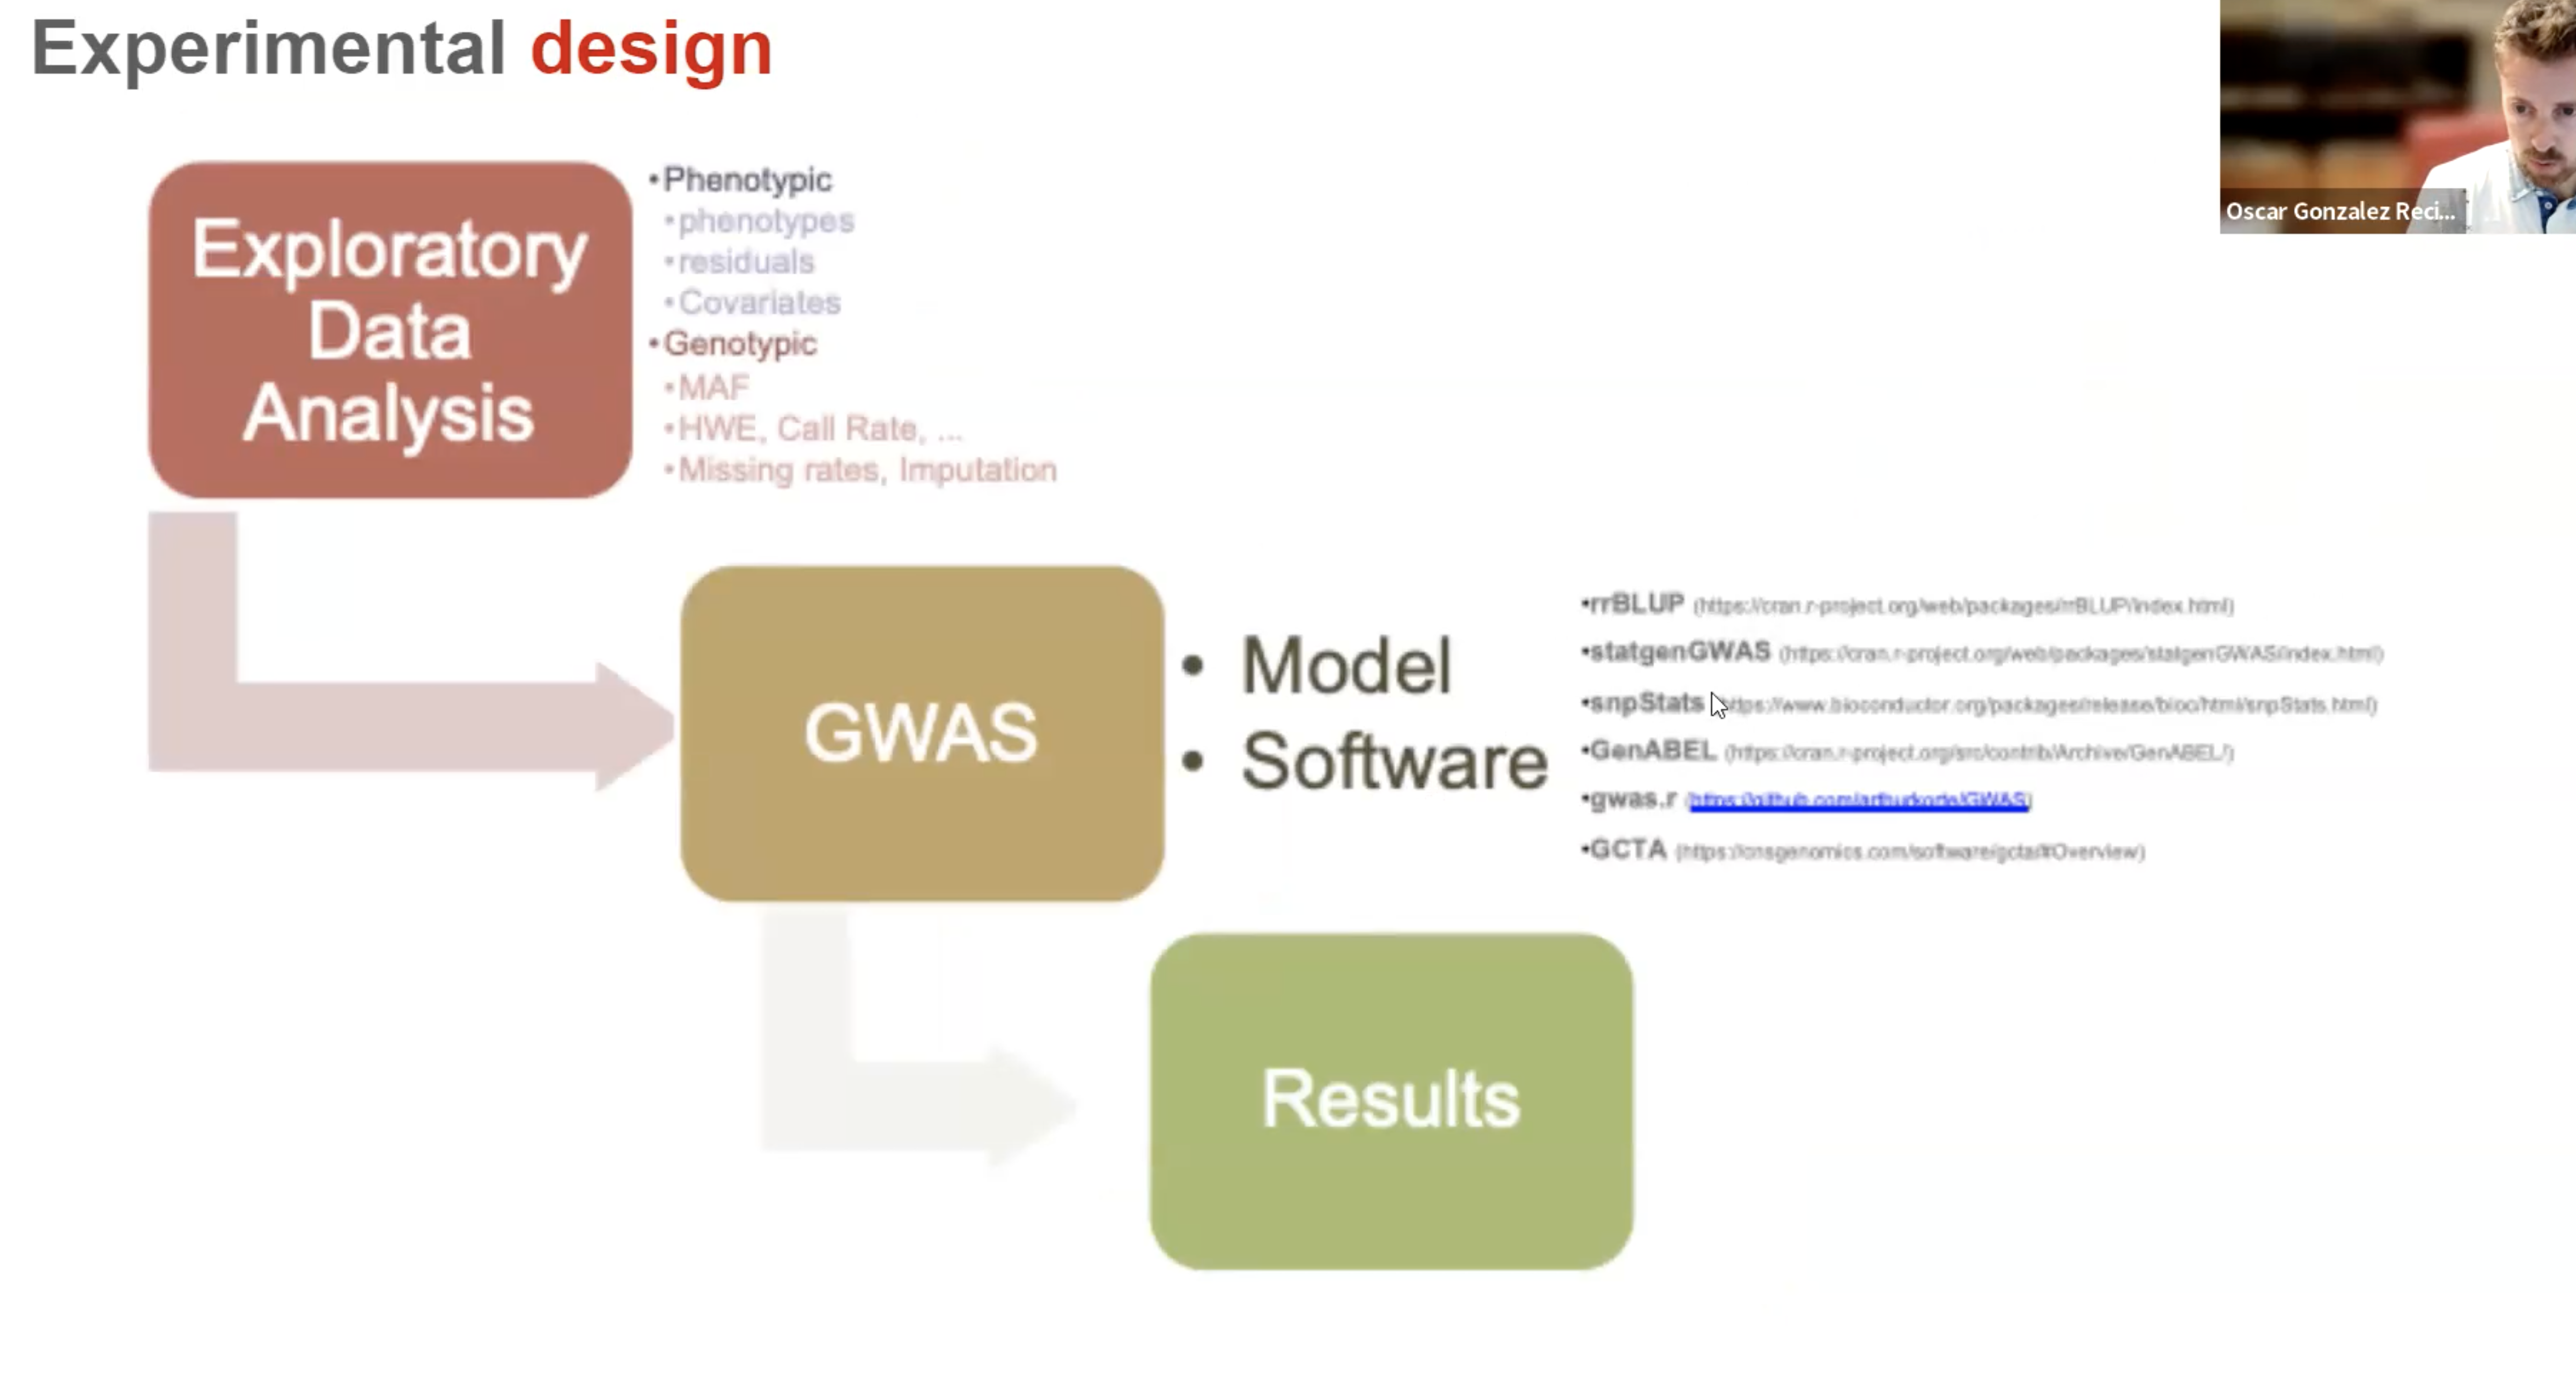 Experimental design
Oscar Gonzalez Reci...
Exploratory
Data
Analysis
•Phenotypic
•phenotypes
•residuals
•Covariates
•Genotypic
•MAF
•HWE, Call Rate, ...
•Missing rates, Imputation
GWAS
• Model
• Software
•rrBLUP (https://cran.r-project.org/web/packages/rrBLUP/index.html)
•statgenGWAS (https://cran.r-project.org/web/packages/statgenGWAS/index.html)
•snpStats ttps://www.bioconductor.org/packages/release/bioc/html/snpStats.html)
•GenABEL (https://cran.r-project.org/src/contrib/Archive/GenABEL/)
•gwas.r (https://github.com/arthurkorte/GWAS)
•GCTA (https://cnsgenomics.com/software/gcta/#Overview)
Results